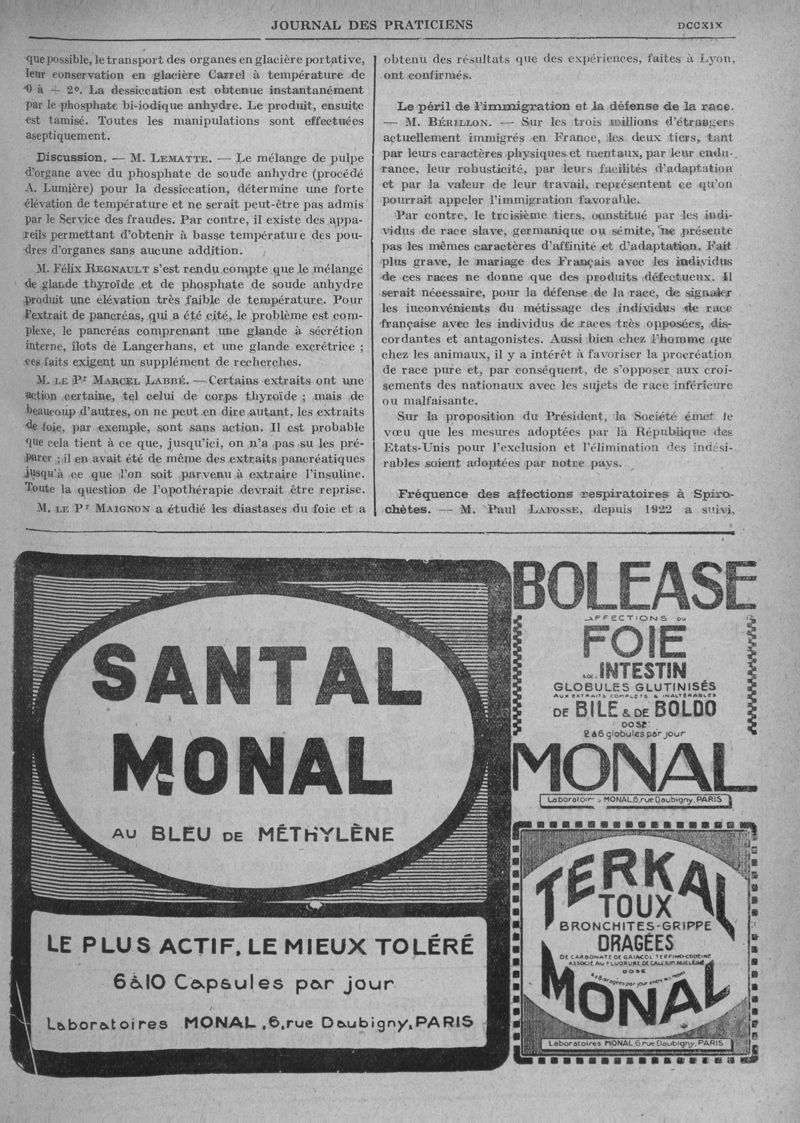 JOURNAL DES PRATICIENS
DCCXIX
que possible, le transport des organes en glacière portative,
leur conservation en glacière Carrel à température de
0 à + 2º. La dessiccation est obtenue instantanément
par le phosphate bi-iodique anhydre. Le produit, ensuite
est tamisé. Toutes les manipulations sont effectuées
aseptiquement.
Discussion. — M. LEMATTE. — Le mélange de pulpe
d'organe avec du phosphate de soude anhydre (procédé
A. Lumière) pour la dessiccation, détermine une forte
élévation de température et ne serait peut-être pas admis
par le Service des fraudes. Par contre, il existe des appa-
reils permettant d'obtenir à basse température des pou-
dres d'organes sans aucune addition.
M. Félix REGNAULT s'est rendu compte que le mélange
de glande thyroïde et de phosphate de soude anhydre
produit une élévation très faible de température. Pour
l'extrait de pancréas, qui a été cité, le problème est com-
plexe, le pancréas comprenant une glande à sécrétion
interne, îlots de Langerhans, et une glande excrétrice ;
ces faits exigent un supplément de recherches.
M. LE Pr MARCEL LABBÉ. — Certains extraits ont une
action certaine, tel celui de corps thyroïde ; mais de
beaucoup d'autres, on ne peut en dire autant, les extraits
de foie, par exemple, sont sans action. Il est probable
que cela tient à ce que, jusqu'ici, on n'a pas su les pré-
parer ; il en avait été de même des extraits pancréatiques
jusqu'à ce que l'on soit parvenu à extraire l'insuline.
Toute la question de l'opothérapie devrait être reprise.
M. LE Pr MAIGNON a étudié les diastases du foie et a
obtenu des résultats que des expériences, faites à Lyon,
ont confirmés.
Le péril de l'immigration et la défense de la race.
— M. BÉRILLON. — Sur les trois millions d'étrangers
actuellement immigrés en France, les deux tiers, tant
par leurs caractères physiques et mentaux, par leur endu-
rance, leur robusticité, par leurs facilités d'adaptation
et par la valeur de leur travail, représentent ce qu'on
pourrait appeler l'immigration favorable.
Par contre, le troisième tiers, constitué par les indi-
vidus de race slave, germanique ou sémite, ne présente
pas les mêmes caractères d'affinité et d'adaptation. Fait
plus grave, le mariage des Français avec les individus
de ces races ne donne que des produits défectueux. Il
serait nécessaire, pour la défense de la race, de signaler
les inconvénients du métissage des individus de race
française avec les individus de races très opposées, dis-
cordantes et antagonistes. Aussi bien chez l'homme que
chez les animaux, il y a intérêt à favoriser la procréation
de race pure et, par conséquent, de s'opposer aux croi-
sements des nationaux avec les sujets de race inférieure
ou malfaisante.
Sur la proposition du Président, la Société émet le
vœu que les mesures adoptées par la République des
Etats-Unis pour l'exclusion et l'élimination des indési-
rables soient adoptées par notre pays.
Fréquence des affections respiratoires à Spiro-
chètes. — M. Paul LAFOSSE, depuis 1922 a suivi,
SANTAL
MONAL
AU BLEU DE MÉTHYLÈNE
LE PLUS ACTIF, LE MIEUX TOLÉRÉ
6 à 10 Capsules par jour
Laboratoires MONAL, 6, rue Daubigny, PARIS
BOLEASE
AFFECTIONS DU
FOIE
& DE L'INTESTIN
GLOBULES GLUTINISÉS
AUX EXTRAITS COMPLETS & INALTÉRABLES
DE BILE & DE BOLDO
DOSE
2 à 6 globules par jour
MONAL
Laboratoires MONAL, 6, rue Daubigny, PARIS
TERKAL
TOUX
BRONCHITES-GRIPPE
DRAGÉES
DE CARBONATE DE GAIACOL TERPINO-CODÉINE
ASSOCIÉ AU FLUORURE DE CALCIUM NUCLÉINÉ
DOSE
MONAL
Laboratoires MONAL, 6 rue Daubigny, PARIS